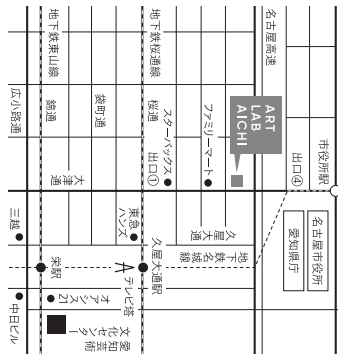 名古屋高速
地下鉄桜通線
地下鉄東山線
市役所駅
出口④
ART
LAB
AICHI
ファミリーマート
スターバックス
出口①
桜通
袋町通
錦通
広小路通
大津通
名古屋市役所
愛知県庁
久屋大通
地下鉄名城線
東急
ハンズ
三越
久屋大通駅
テレビ塔
栄駅
オアシス21
中日ビル
愛知芸術
文化センター